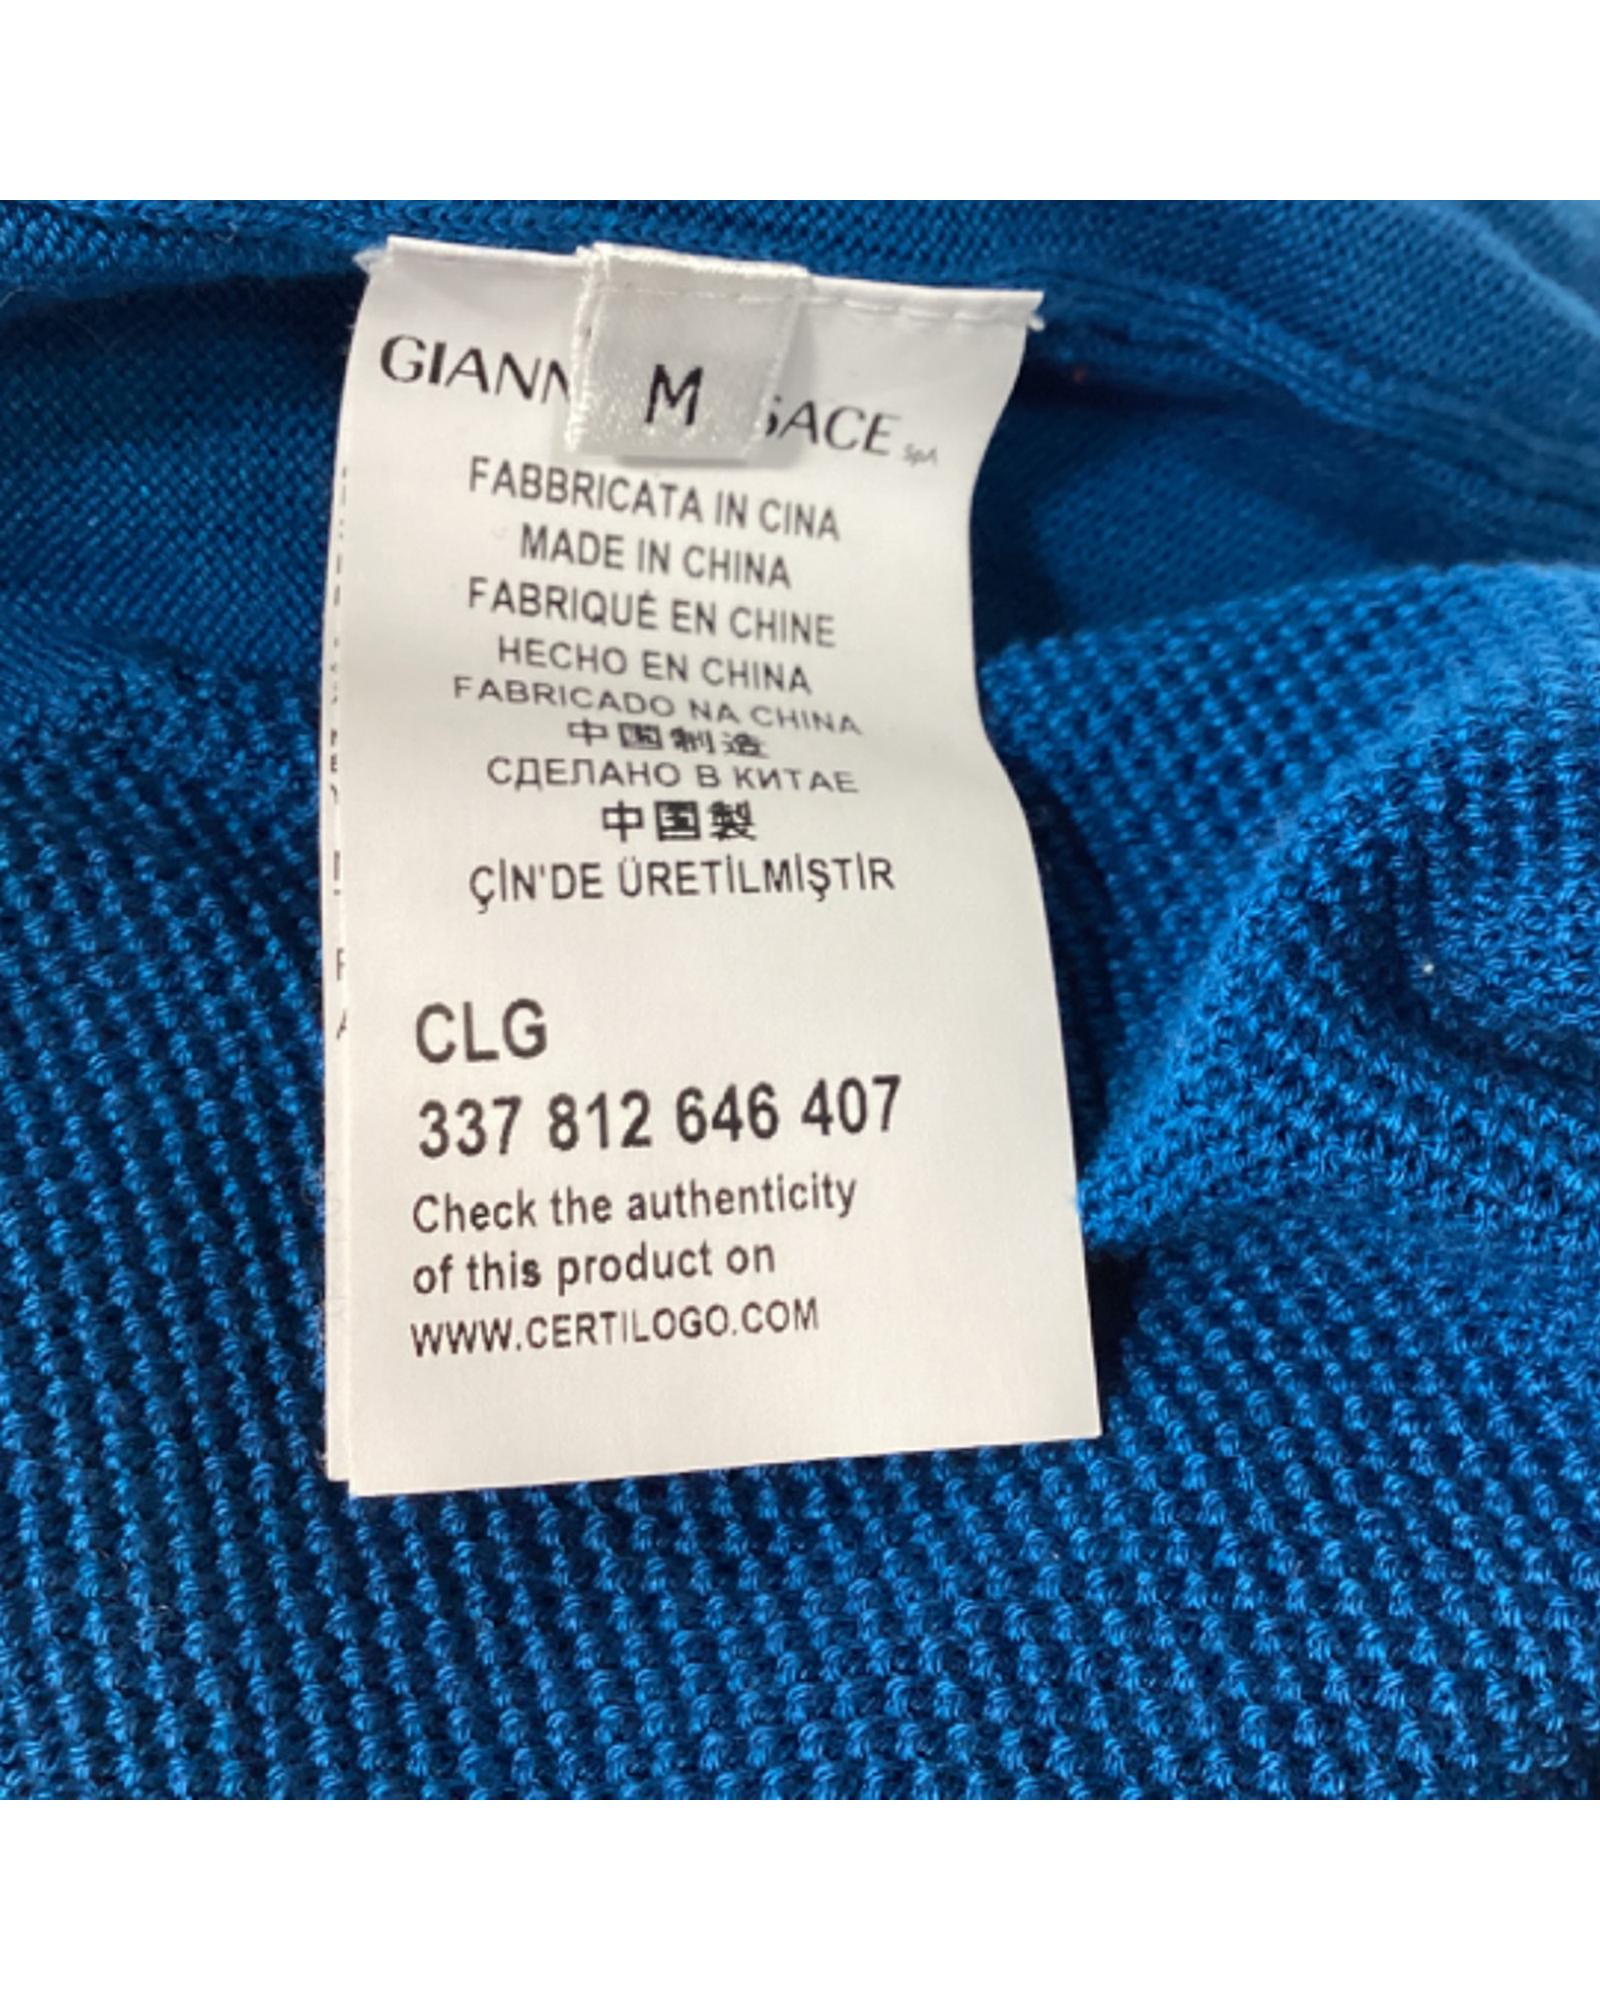 GIANN
SACE SpA
M
FABBRICATA IN CINA
MADE IN CHINA
FABRIQUÉ EN CHINE
HECHO EN CHINA
FABRICADO NA CHINA
中国制造
СДЕЛАНО В КИТАЕ
中国製
ÇİN'DE ÜRETİLMİŞTİR
CLG
337 812 646 407
Check the authenticity
of this product on
WWW.CERTILOGO.COM